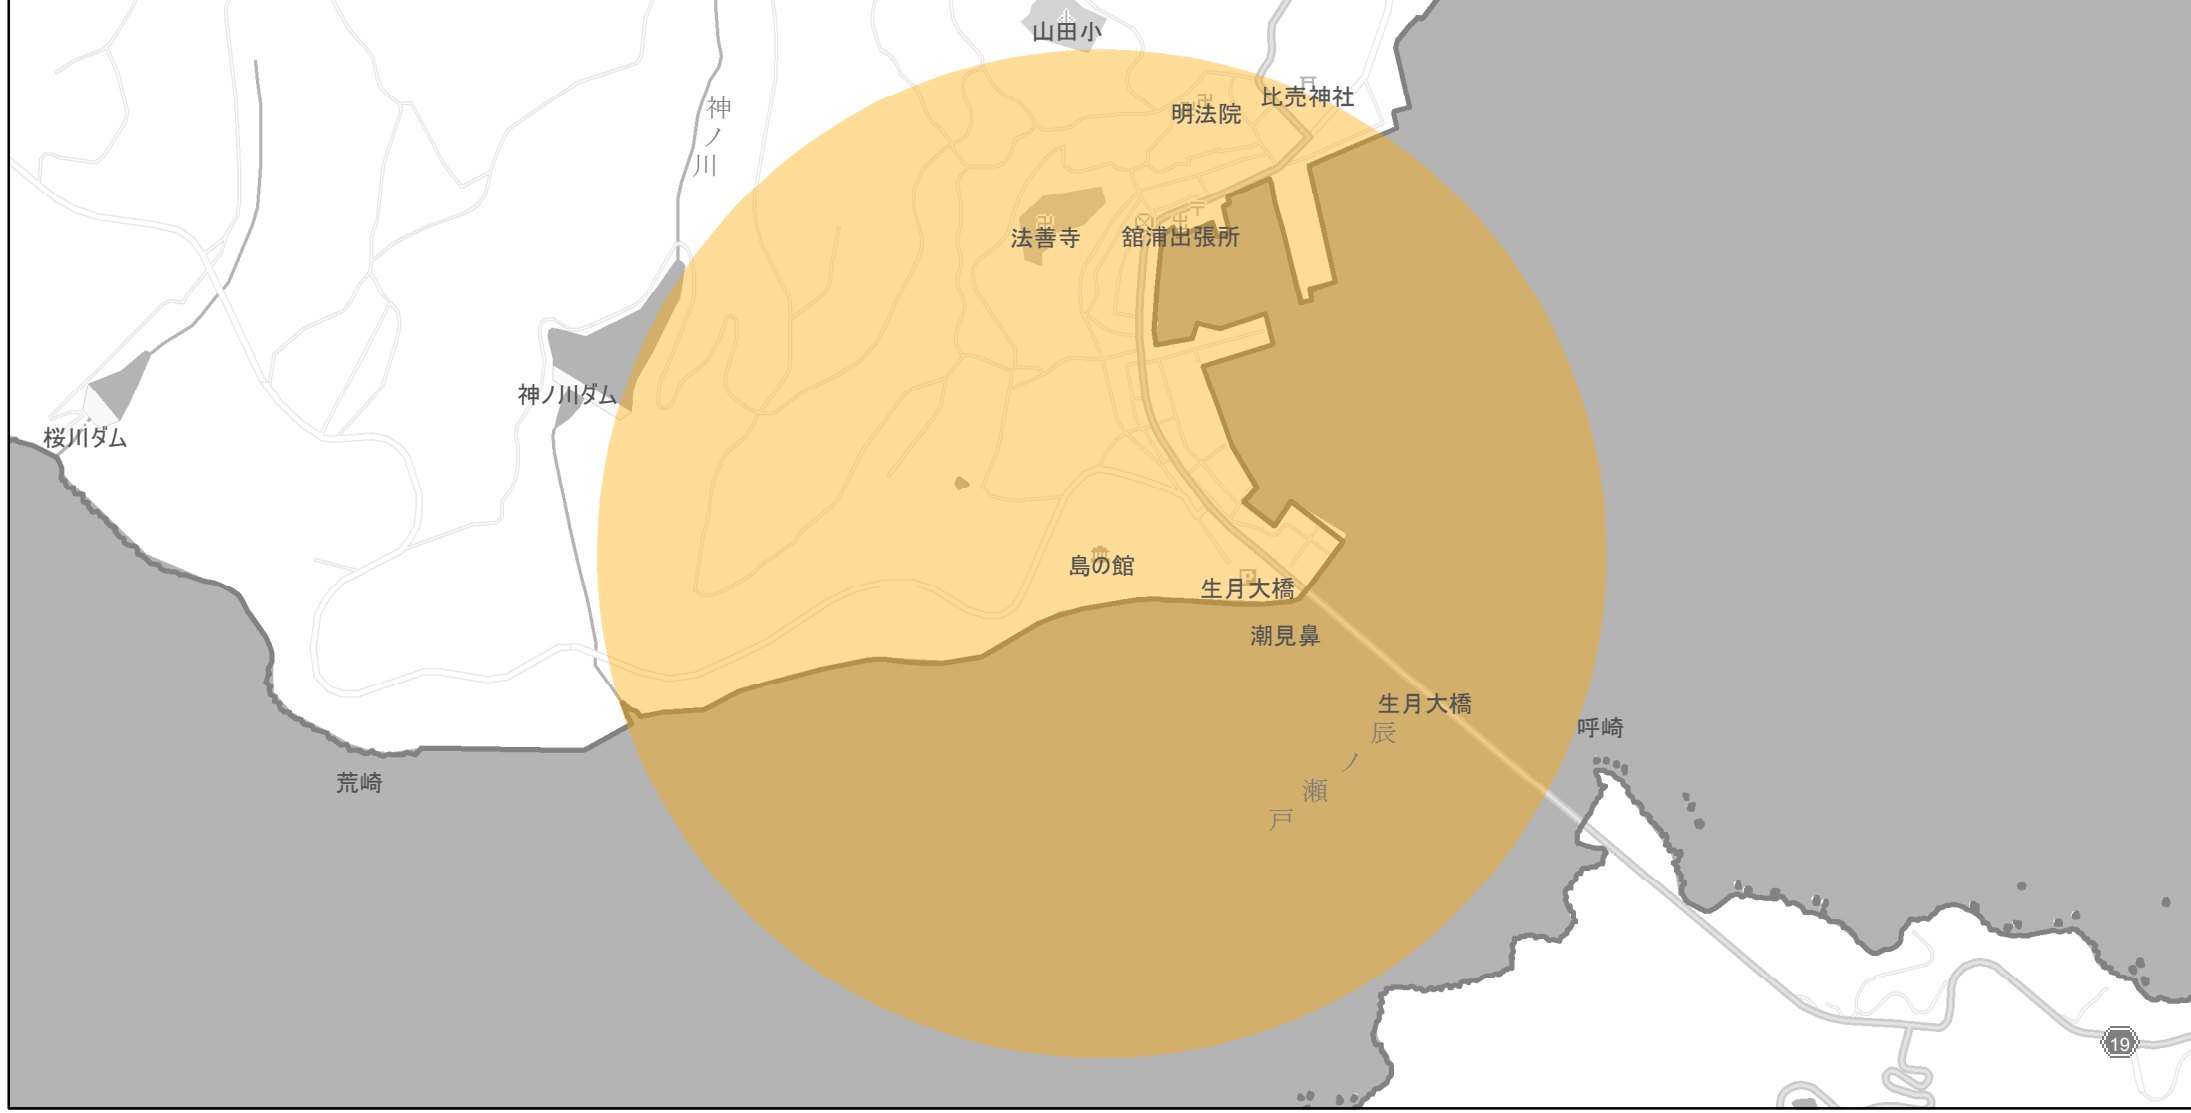 山田小
比売神社
明法院
神ノ川
法善寺
舘浦出張所
神ノ川ダム
桜川ダム
島の館
P
生月大橋
潮見鼻
生月大橋
呼崎
辰ノ瀬戸
荒崎
19